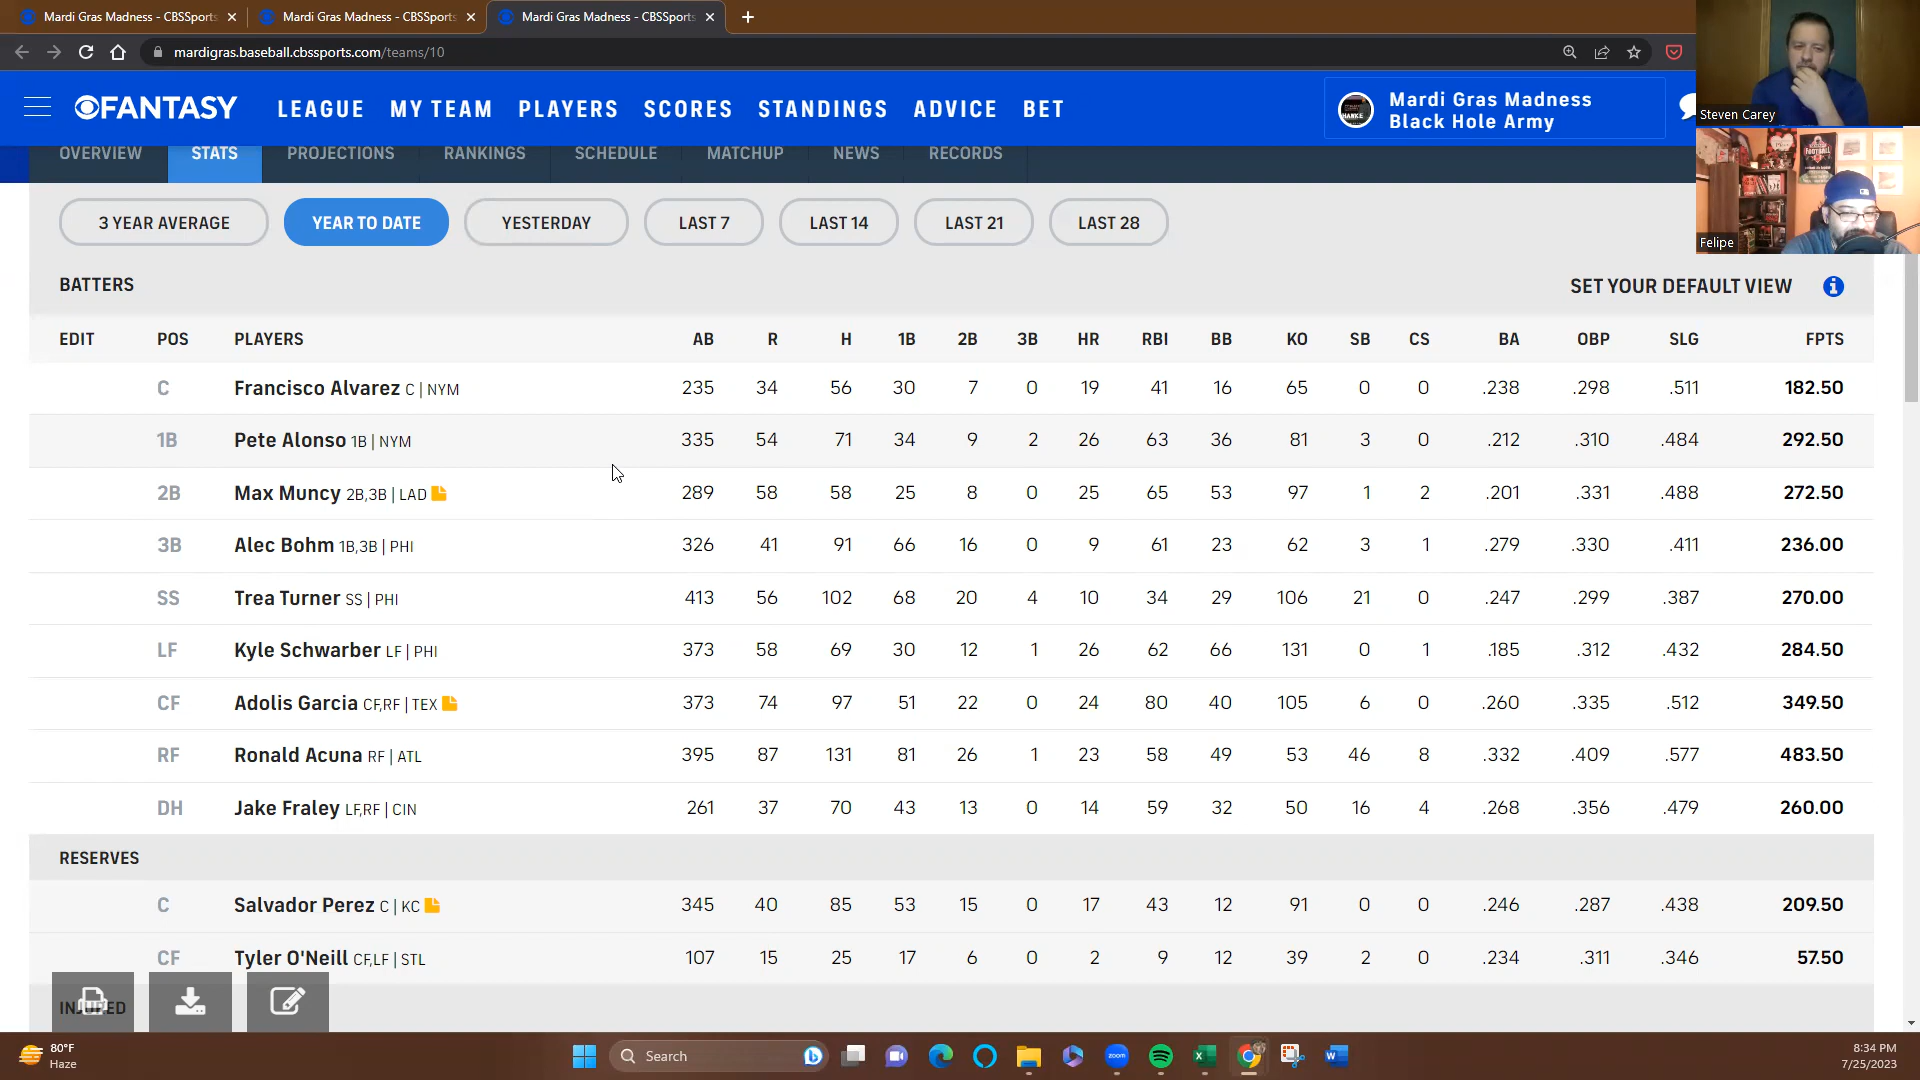 Mardi Gras Madness - CBSSports
Mardi Gras Madness - CBSSports
Mardi Gras Madness - CBSSports
mardigras.baseball.cbssports.com/teams/10
FANTASY LEAGUE MY TEAM PLAYERS SCORES STANDINGS ADVICE BET
Mardi Gras Madness
Black Hole Army
Steven Carey
Felipe
OVERVIEW STATS PROJECTIONS RANKINGS SCHEDULE MATCHUP NEWS RECORDS
3 YEAR AVERAGE YEAR TO DATE YESTERDAY LAST 7 LAST 14 LAST 21 LAST 28
BATTERS SET YOUR DEFAULT VIEW
EDIT POS PLAYERS AB R H 1B 2B 3B HR RBI BB KO SB CS BA OBP SLG FPTS
C Francisco Alvarez C | NYM 235 34 56 30 7 0 19 41 16 65 0 0 .238 .298 .511 182.50
1B Pete Alonso 1B | NYM 335 54 71 34 9 2 26 63 36 81 3 0 .212 .310 .484 292.50
2B Max Muncy 2B,3B | LAD 289 58 58 25 8 0 25 65 53 97 1 2 .201 .331 .488 272.50
3B Alec Bohm 1B,3B | PHI 326 41 91 66 16 0 9 61 23 62 3 1 .279 .330 .411 236.00
SS Trea Turner SS | PHI 413 56 102 68 20 4 10 34 29 106 21 0 .247 .299 .387 270.00
LF Kyle Schwarber LF | PHI 373 58 69 30 12 1 26 62 66 131 0 1 .185 .312 .432 284.50
CF Adolis Garcia CF,RF | TEX 373 74 97 51 22 0 24 80 40 105 6 0 .260 .335 .512 349.50
RF Ronald Acuna RF | ATL 395 87 131 81 26 1 23 58 49 53 46 8 .332 .409 .577 483.50
DH Jake Fraley LF,RF | CIN 261 37 70 43 13 0 14 59 32 50 16 4 .268 .356 .479 260.00
RESERVES
C Salvador Perez C | KC 345 40 85 53 15 0 17 43 12 91 0 0 .246 .287 .438 209.50
CF Tyler O'Neill CF,LF | STL 107 15 25 17 6 0 2 9 12 39 2 0 .234 .311 .346 57.50
INJURED
80°F
Haze
Search
zoom
8:34 PM
7/25/2023